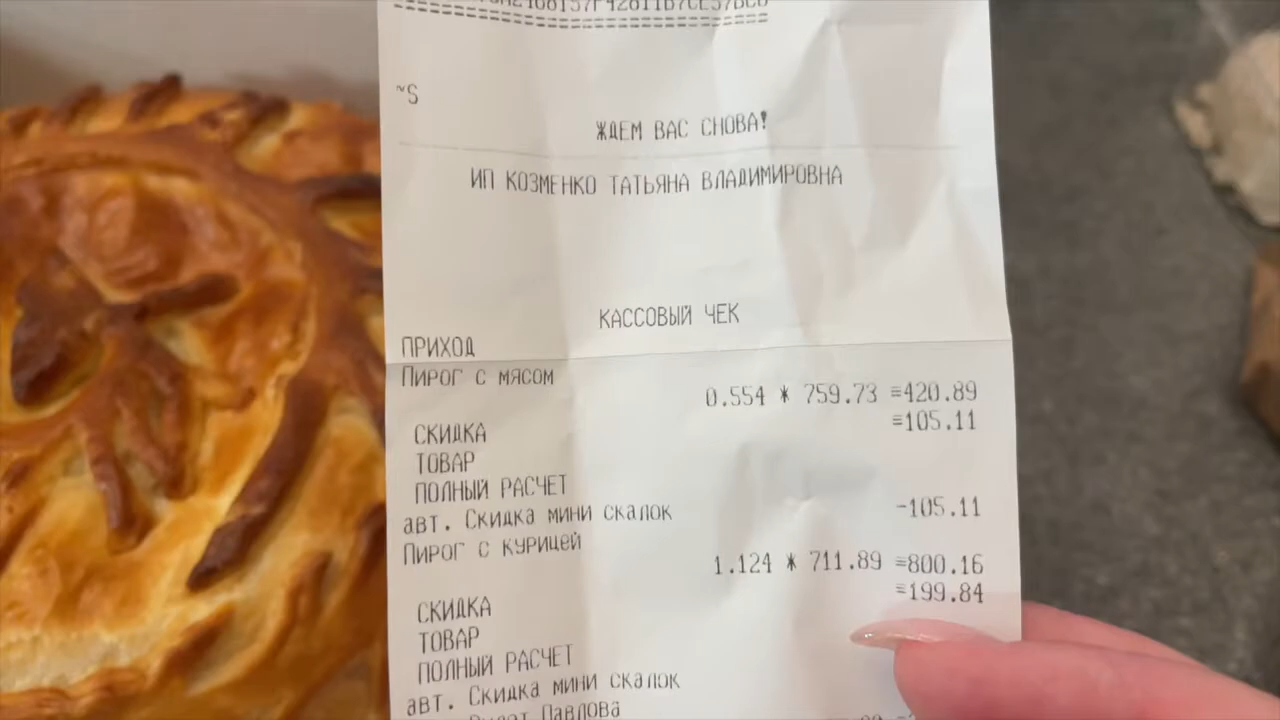 ~S
ЖДЕМ ВАС СНОВА!
ИП КОЗМЕНКО ТАТЬЯНА ВЛАДИМИРОВНА
КАССОВЫЙ ЧЕК
ПРИХОД
Пирог с мясом
0.554 * 759.73 =420.89
СКИДКА =105.11
ТОВАР
ПОЛНЫЙ РАСЧЕТ
авт. Скидка мини скалок -105.11
Пирог с курицей
1.124 * 711.89 =800.16
СКИДКА =199.84
ТОВАР
ПОЛНЫЙ РАСЧЕТ
авт. Скидка мини скалок
Павлова